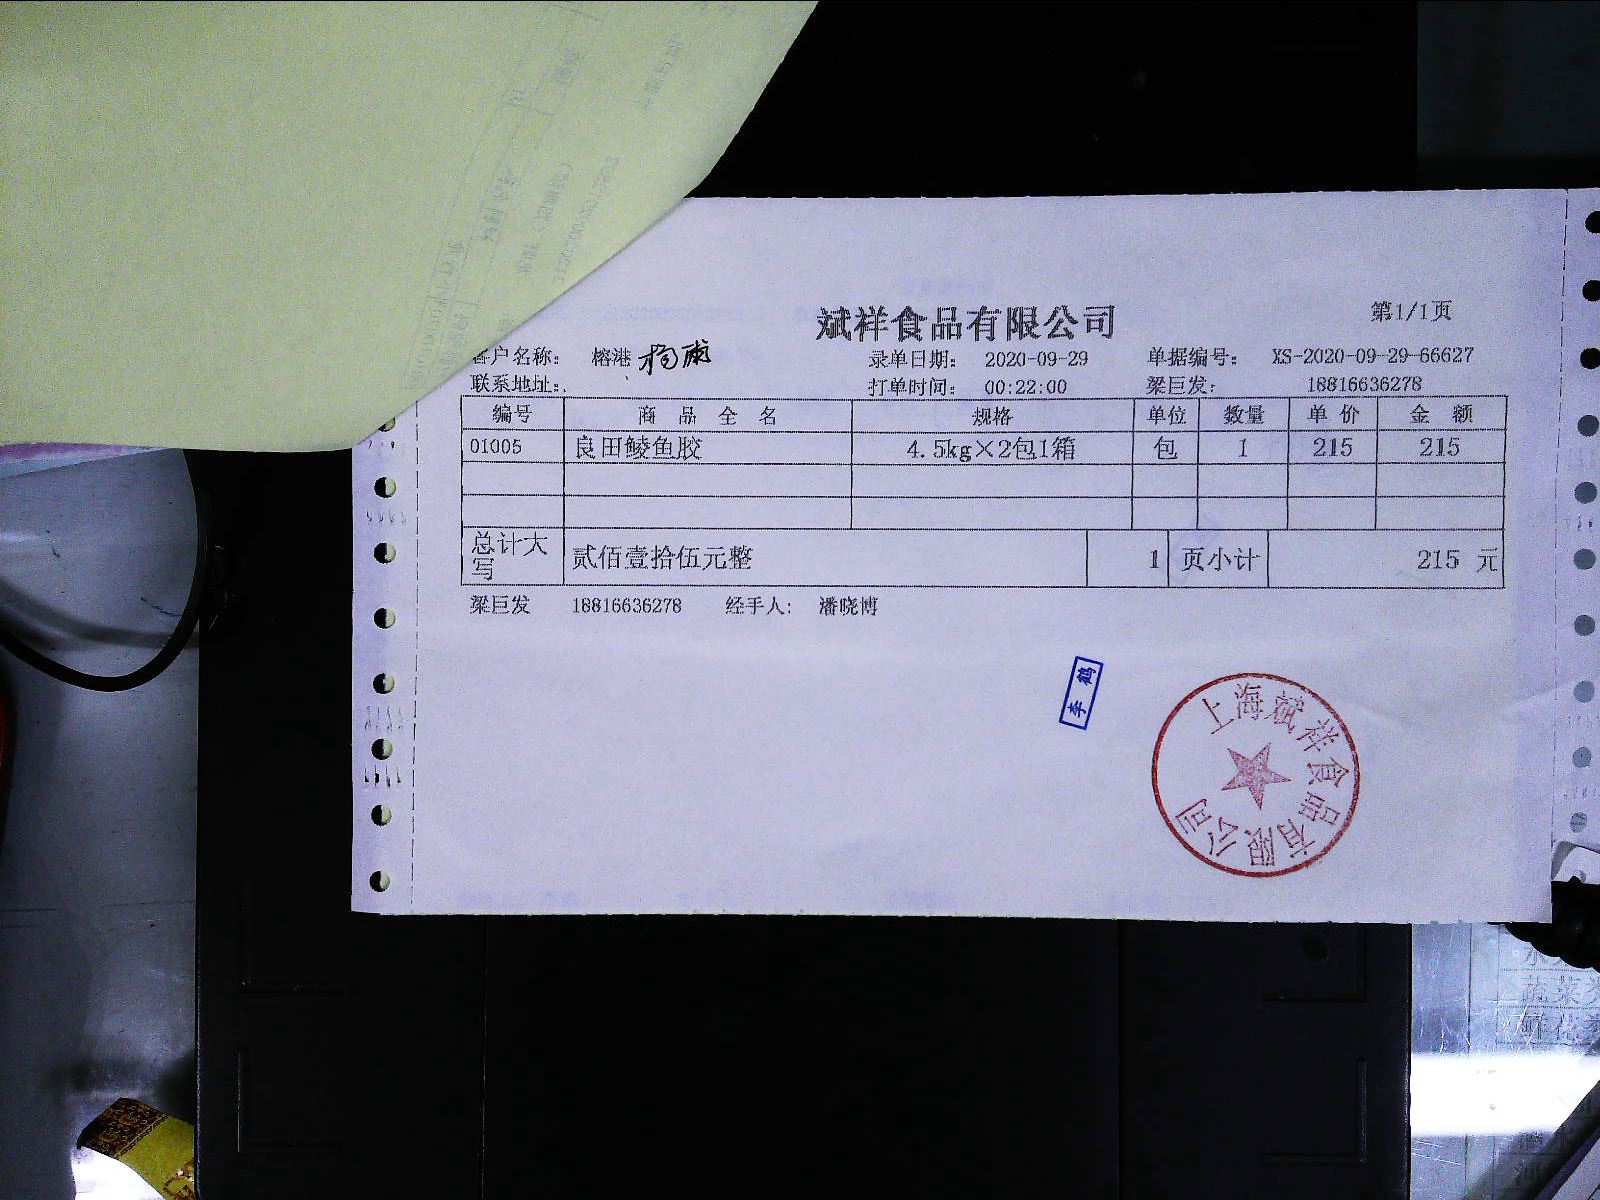 斌祥食品有限公司
第1/1页
客户名称： 榕港
录单日期： 2020-09-29
单据编号： XS-2020-09-29-66627
联系地址：
打单时间： 00:22:00
梁巨发： 18816636278
编号 商品全名 规格 单位 数量 单价 金额
01005 良田鲮鱼胶 4.5kg×2包1箱 包 1 215 215
总计大写 贰佰壹拾伍元整 1 页小计 215 元
梁巨发 18816636278 经手人： 潘晓博
李鹤
上海斌祥食品有限公司